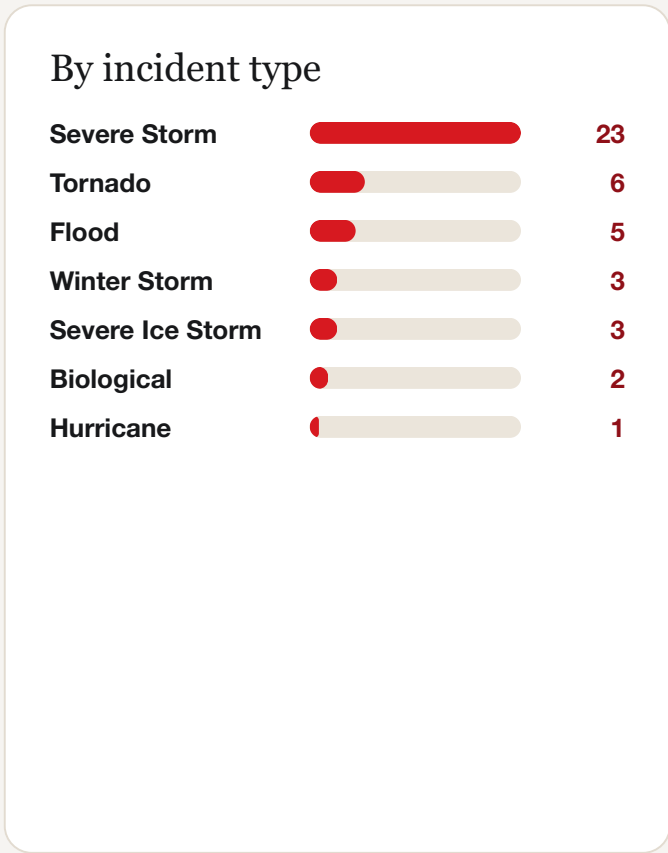 By incident type
Severe Storm 23
Tornado 6
Flood 5
Winter Storm 3
Severe Ice Storm 3
Biological 2
Hurricane 1